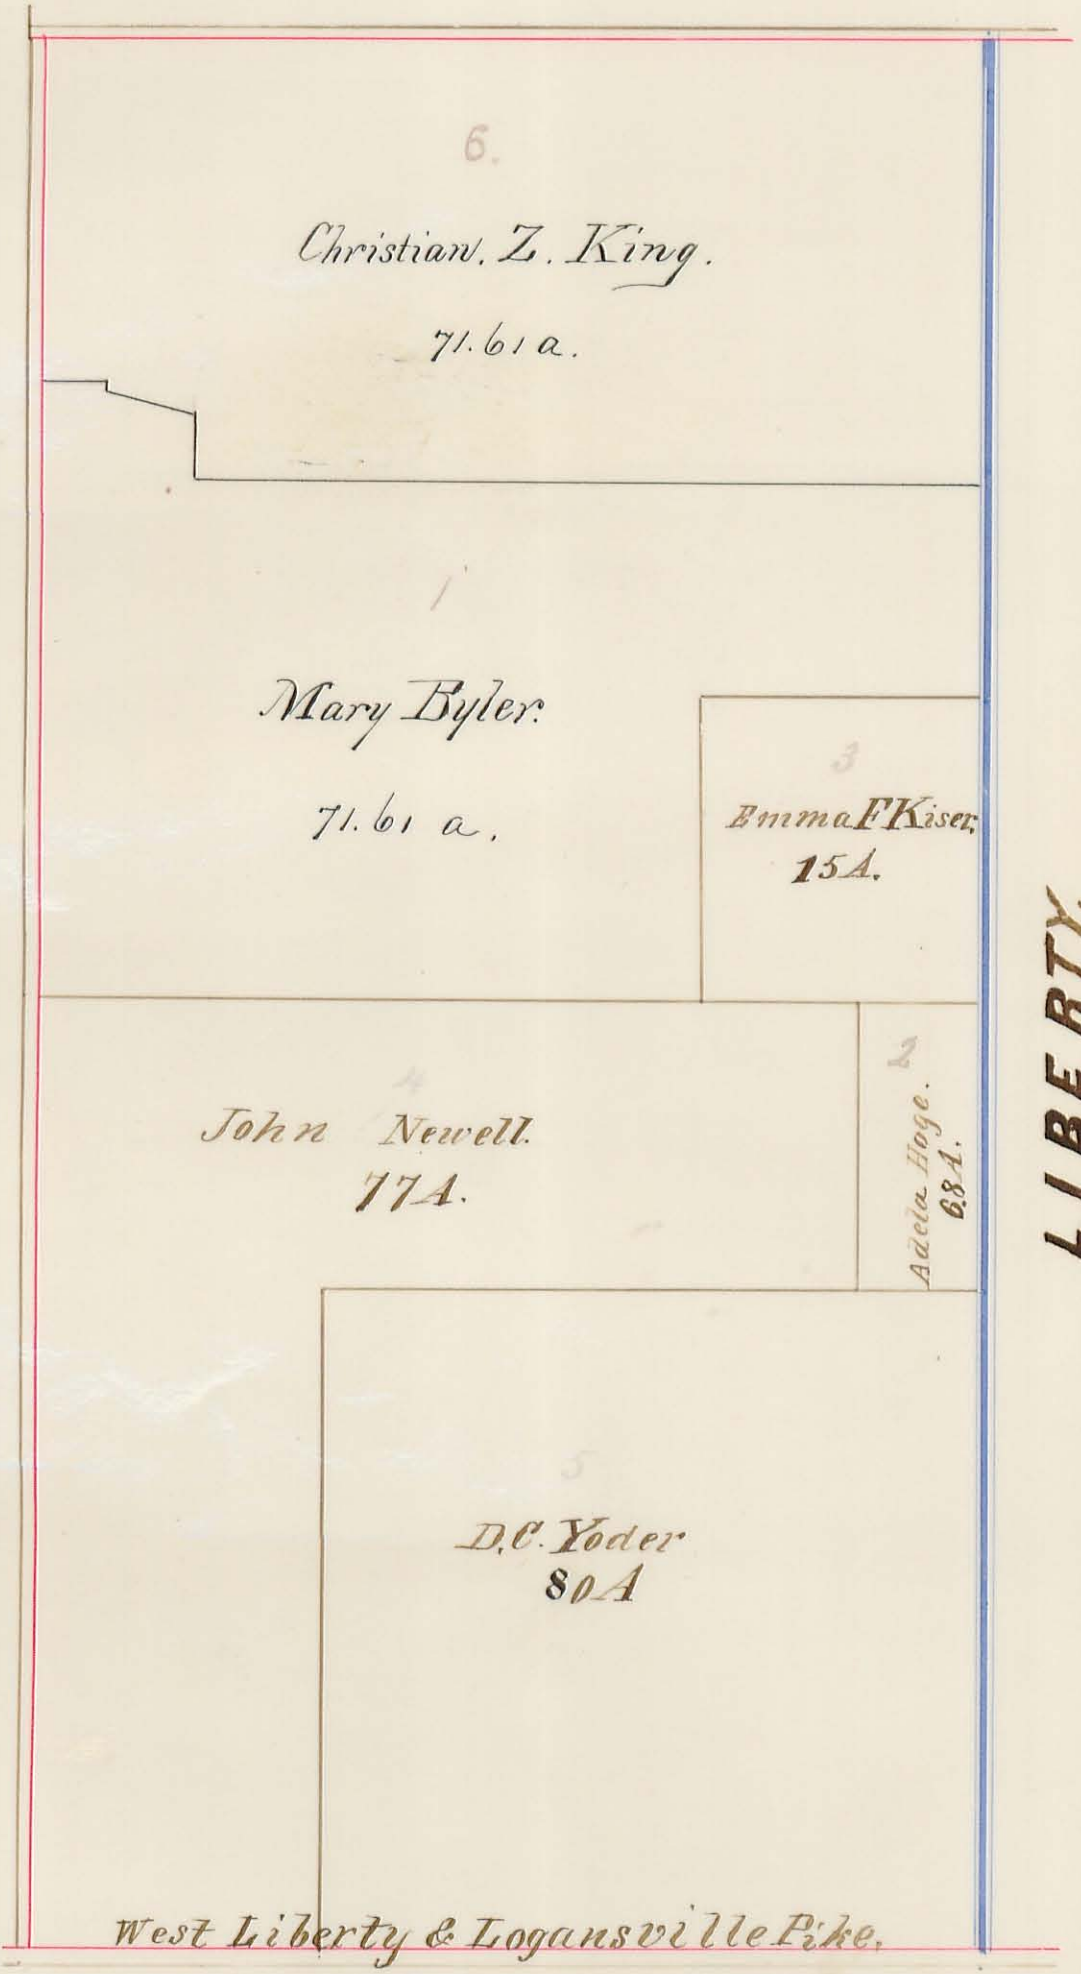 6.
Christian. Z. King.
71.61 a.
1
Mary Byler.
71.61 a.
3
Emma F Kiser.
15A.
4
John Newell.
77A.
2
Adela Hoge.
6.8A.
5
D.C. Yoder
80A
West Liberty & Logansville Pike.
LIBERTY.